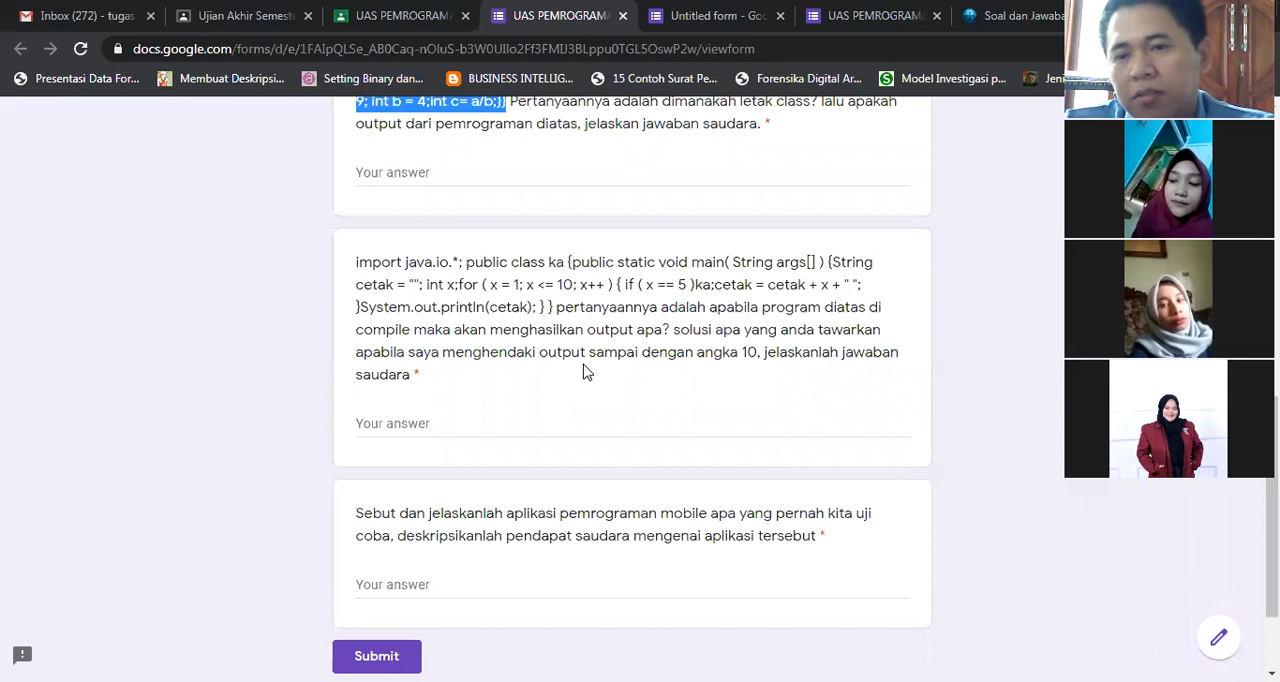 Inbox (272) - tugas
Ujian Akhir Semest
UAS PEMROGRAM
UAS PEMROGRAMA
Untitled form - Goo
UAS PEMROGRAM
Soal dan Jawaba
docs.google.com/forms/d/e/1FAIpQLSe_AB0Caq-nOIuS-b3W0UIIo2Ff3FMIJ3BLppu0TGL5OswP2w/viewform
Presentasi Data For...
Membuat Deskripsi...
Setting Binary dan...
BUSINESS INTELLIG...
15 Contoh Surat Pe...
Forensika Digital Ar...
Model Investigasi p...
Jeni
9; int b = 4;int c= a/b;}} Pertanyaannya adalah dimanakah letak class? lalu apakah
output dari pemrograman diatas, jelaskan jawaban saudara. *
Your answer
import java.io.*; public class ka {public static void main( String args[] ) {String
cetak = ""; int x;for ( x = 1; x <= 10; x++ ) { if ( x == 5 )ka;cetak = cetak + x + " ";
}System.out.println(cetak); } } pertanyaannya adalah apabila program diatas di
compile maka akan menghasilkan output apa? solusi apa yang anda tawarkan
apabila saya menghendaki output sampai dengan angka 10, jelaskanlah jawaban
saudara *
Your answer
Sebut dan jelaskanlah aplikasi pemrograman mobile apa yang pernah kita uji
coba, deskripsikanlah pendapat saudara mengenai aplikasi tersebut *
Your answer
Submit